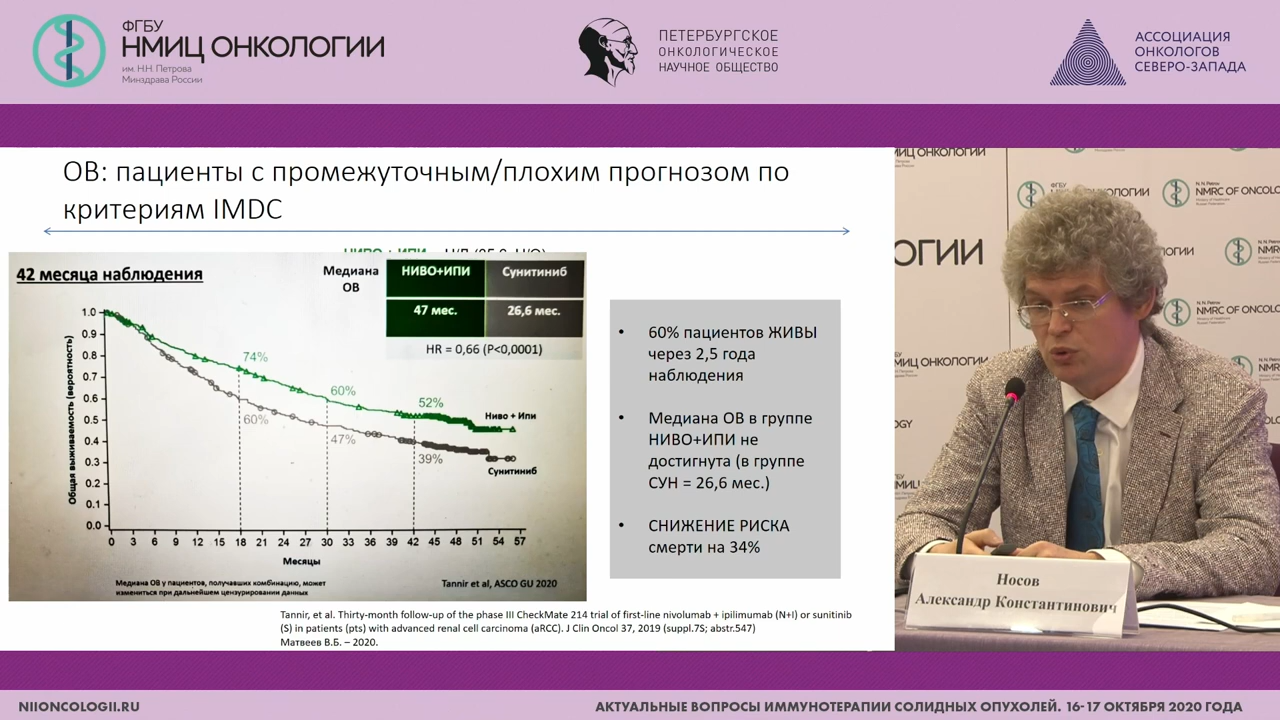 ФГБУ
НМИЦ ОНКОЛОГИИ
им. Н.Н. Петрова
Минздрава России
ПЕТЕРБУРГСКОЕ
ОНКОЛОГИЧЕСКОЕ
НАУЧНОЕ ОБЩЕСТВО
АССОЦИАЦИЯ
ОНКОЛОГОВ
СЕВЕРО-ЗАПАДА
ОВ: пациенты с промежуточным/плохим прогнозом по
критериям IMDC
42 месяца наблюдения
Медиана
ОВ
НИВО+ИПИ
Сунитиниб
47 мес.
26,6 мес.
HR = 0,66 (P<0,0001)
Общая выживаемость (вероятность)
1.0
0.9
0.8
0.7
0.6
0.5
0.4
0.3
0.2
0.1
0.0
74%
60%
60%
47%
52%
39%
Ниво + Ипи
Сунитиниб
0 3 6 9 12 15 18 21 24 27 30 33 36 39 42 45 48 51 54 57
Месяцы
Медиана ОВ у пациентов, получавших комбинацию, может
измениться при дальнейшем цензурировании данных
Tannir et al, ASCO GU 2020
• 60% пациентов ЖИВЫ
через 2,5 года
наблюдения
• Медиана ОВ в группе
НИВО+ИПИ не
достигнута (в группе
СУН = 26,6 мес.)
• СНИЖЕНИЕ РИСКА
смерти на 34%
Tannir, et al. Thirty-month follow-up of the phase III CheckMate 214 trial of first-line nivolumab + ipilimumab (N+I) or sunitinib
(S) in patients (pts) with advanced renal cell carcinoma (aRCC). J Clin Oncol 37, 2019 (suppl.7S; abstr.547)
Матвеев В.Б. – 2020.
N. N. Petrov
NMRC OF ONCOLO
Носов
Александр Константинович
NIIONCOLOGII.RU
АКТУАЛЬНЫЕ ВОПРОСЫ ИММУНОТЕРАПИИ СОЛИДНЫХ ОПУХОЛЕЙ. 16-17 ОКТЯБРЯ 2020 ГОДА